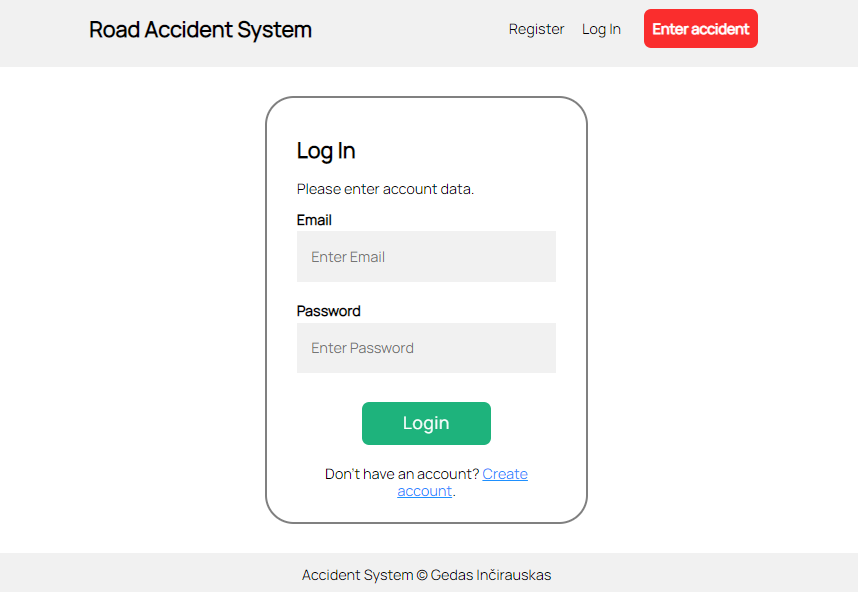 Road Accident System
Register
Log In
Enter accident
Log In
Please enter account data.
Email
Enter Email
Password
Enter Password
Login
Don't have an account? Create
account.
Accident System © Gedas Inčirauskas